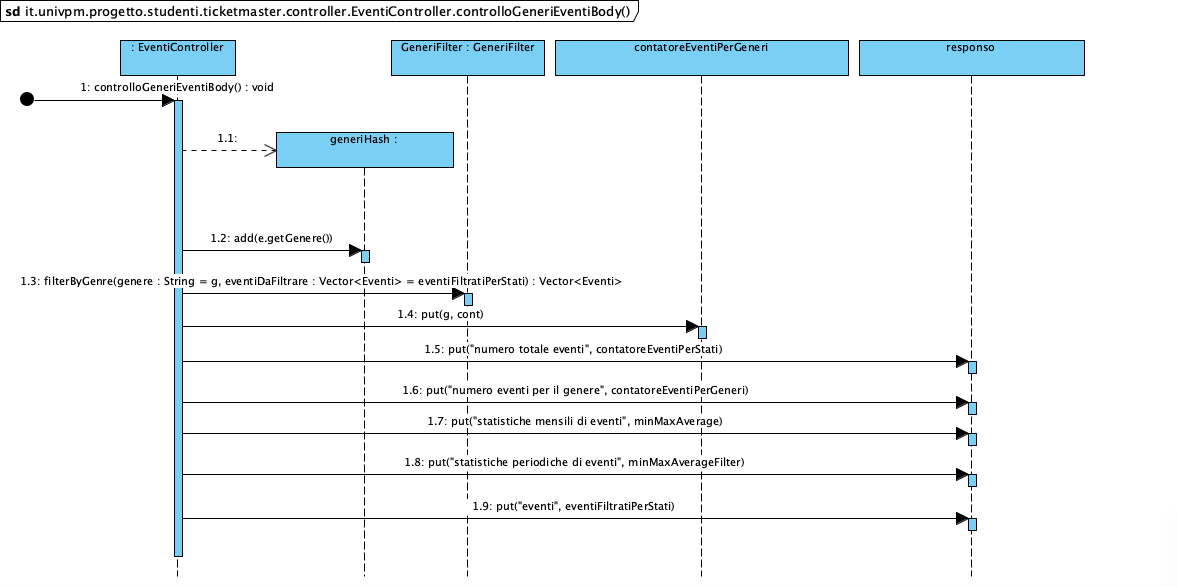 sd it.univpm.progetto.studenti.ticketmaster.controller.EventiController.controlloGeneriEventiBody()
: EventiController
GeneriFilter : GeneriFilter
contatoreEventiPerGeneri
responso
1: controlloGeneriEventiBody() : void
1.1:
generiHash :
1.2: add(e.getGenere())
1.3: filterByGenre(genere : String = g, eventiDaFiltrare : Vector<Eventi> = eventiFiltratiPerStati) : Vector<Eventi>
1.4: put(g, cont)
1.5: put("numero totale eventi", contatoreEventiPerStati)
1.6: put("numero eventi per il genere", contatoreEventiPerGeneri)
1.7: put("statistiche mensili di eventi", minMaxAverage)
1.8: put("statistiche periodiche di eventi", minMaxAverageFilter)
1.9: put("eventi", eventiFiltratiPerStati)